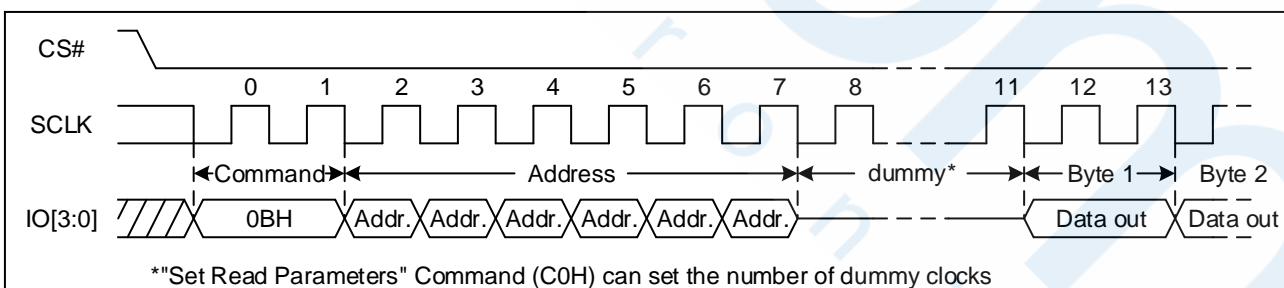 CS#
0 1 2 3 4 5 6 7 8 11 12 13
SCLK
Command Address dummy* Byte 1 Byte 2
IO[3:0] 0BH Addr. Addr. Addr. Addr. Addr. Addr. Data out Data out
*"Set Read Parameters" Command (C0H) can set the number of dummy clocks